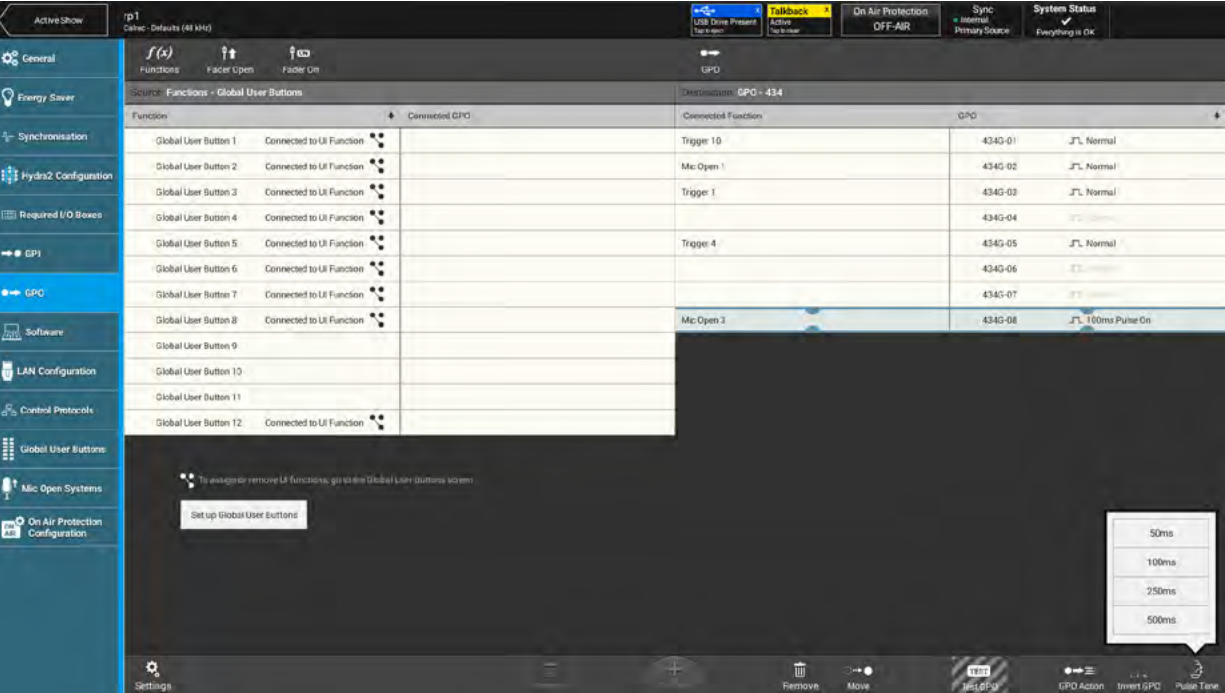 Active Show
rp1
Calrec - Defaults (48 kHz)
USB Drive Present x
Tap to eject
Talkback x
Active
Tap to clear
On Air Protection
OFF-AIR
Sync
Internal
Primary Source
System Status
Everything is OK
General
Energy Saver
Synchronisation
Hydra2 Configuration
Required I/O Boxes
GPI
GPO
Software
LAN Configuration
Control Protocols
Global User Buttons
Mic Open Systems
ON AIR
On Air Protection
Configuration
f(x)
Functions
Fader Open
ON
Fader On
GPO
Source: Functions - Global User Buttons
Destination: GPO - 434
Function
Connected GPO
Connected Function
GPO
Global User Button 1 Connected to UI Function
Global User Button 2 Connected to UI Function
Global User Button 3 Connected to UI Function
Global User Button 4 Connected to UI Function
Global User Button 5 Connected to UI Function
Global User Button 6 Connected to UI Function
Global User Button 7 Connected to UI Function
Global User Button 8 Connected to UI Function
Global User Button 9
Global User Button 10
Global User Button 11
Global User Button 12 Connected to UI Function
Trigger 10 434G-01 Normal
Mic Open 1 434G-02 Normal
Trigger 1 434G-03 Normal
434G-04
Trigger 4 434G-05 Normal
434G-06
434G-07
Mic Open 3 434G-08 100ms Pulse On
To assign or remove UI functions, go to the Global User Buttons screen
Set up Global User Buttons
50ms
100ms
250ms
500ms
Settings
Remove
Move
TEST
Test GPO
GPO Action
Invert GPO
Pulse Time